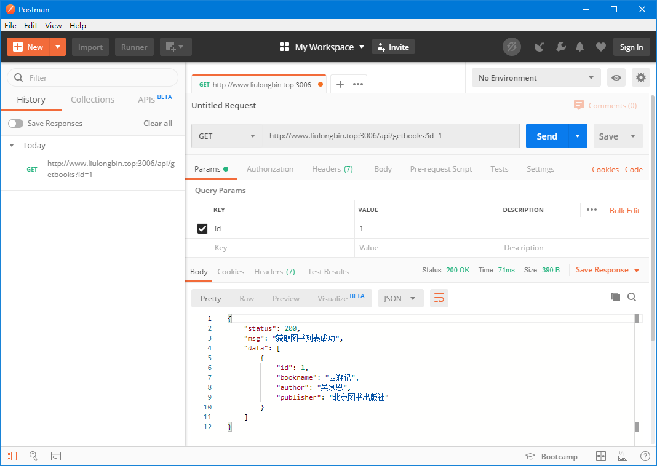 Postman
File Edit View Help
New Import Runner My Workspace Invite Sign In
Filter
History Collections APIs BETA
Save Responses Clear all
Today
GET http://www.liulongbin.top:3006/api/g
etbooks?id=1
GET http://www.liulongbin.top:3006
No Environment
Untitled Request
Comments (0)
GET http://www.liulongbin.top:3006/api/getbooks?id=1 Send Save
Params Authorization Headers (7) Body Pre-request Script Tests Settings Cookies Code
Query Params
KEY VALUE DESCRIPTION Bulk Edit
id 1
Key Value Description
Body Cookies Headers (7) Test Results Status: 200 OK Time: 71ms Size: 380 B Save Response
Pretty Raw Preview Visualize BETA JSON
1 {
2 "status": 200,
3 "msg": "获取图书列表成功",
4 "data": [
5 {
6 "id": 1,
7 "bookname": "西游记",
8 "author": "吴承恩",
9 "publisher": "北京图书出版社"
10 }
11 ]
12 }
Bootcamp